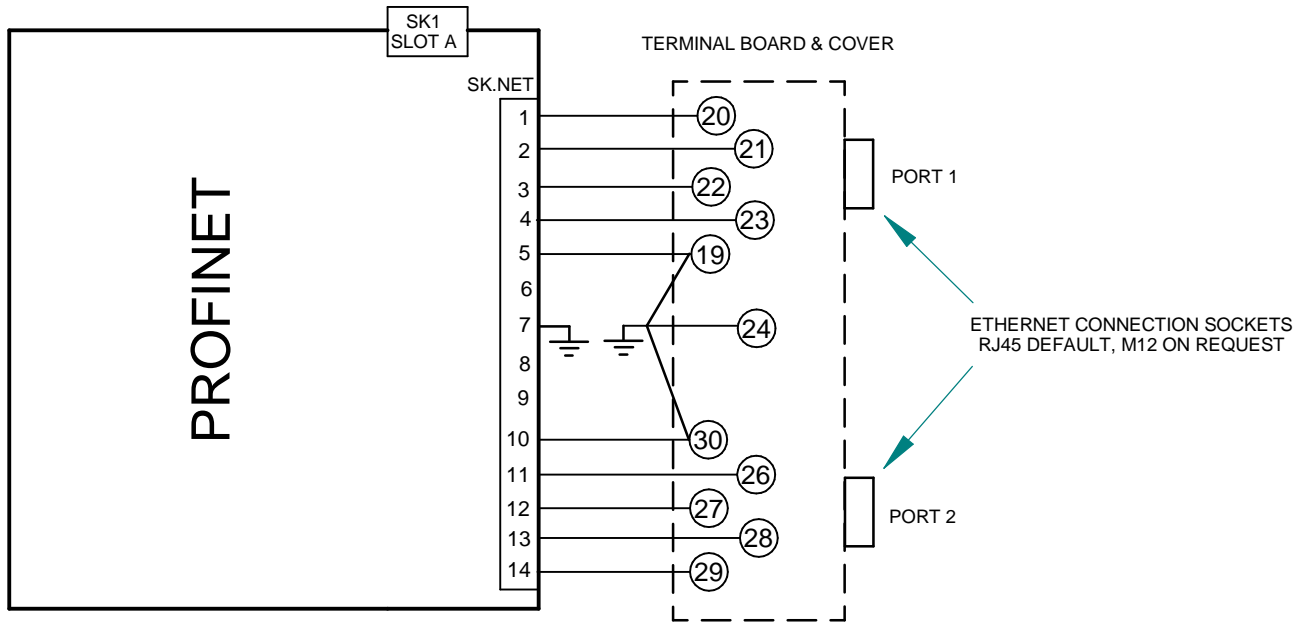 SK1
SLOT A
TERMINAL BOARD & COVER
SK.NET
PROFINET
1
2
3
4
5
6
7
8
9
10
11
12
13
14
20
21
22
23
19
24
30
26
27
28
29
PORT 1
ETHERNET CONNECTION SOCKETS
RJ45 DEFAULT, M12 ON REQUEST
PORT 2